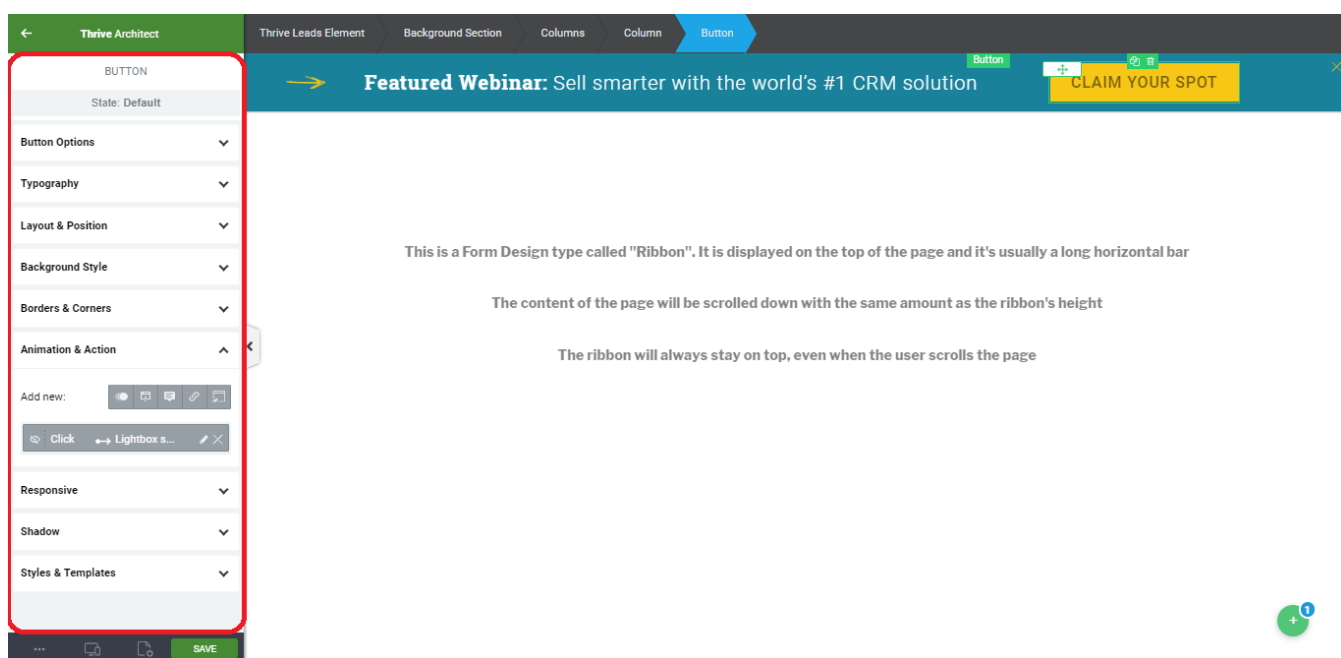 Thrive Architect
Thrive Leads Element Background Section Columns Column Button
BUTTON
State: Default
Button Options
Typography
Layout & Position
Background Style
Borders & Corners
Animation & Action
Add new:
Click Lightbox s...
Responsive
Shadow
Styles & Templates
... SAVE
Button
Featured Webinar: Sell smarter with the world's #1 CRM solution
CLAIM YOUR SPOT
This is a Form Design type called "Ribbon". It is displayed on the top of the page and it's usually a long horizontal bar
The content of the page will be scrolled down with the same amount as the ribbon's height
The ribbon will always stay on top, even when the user scrolls the page
1